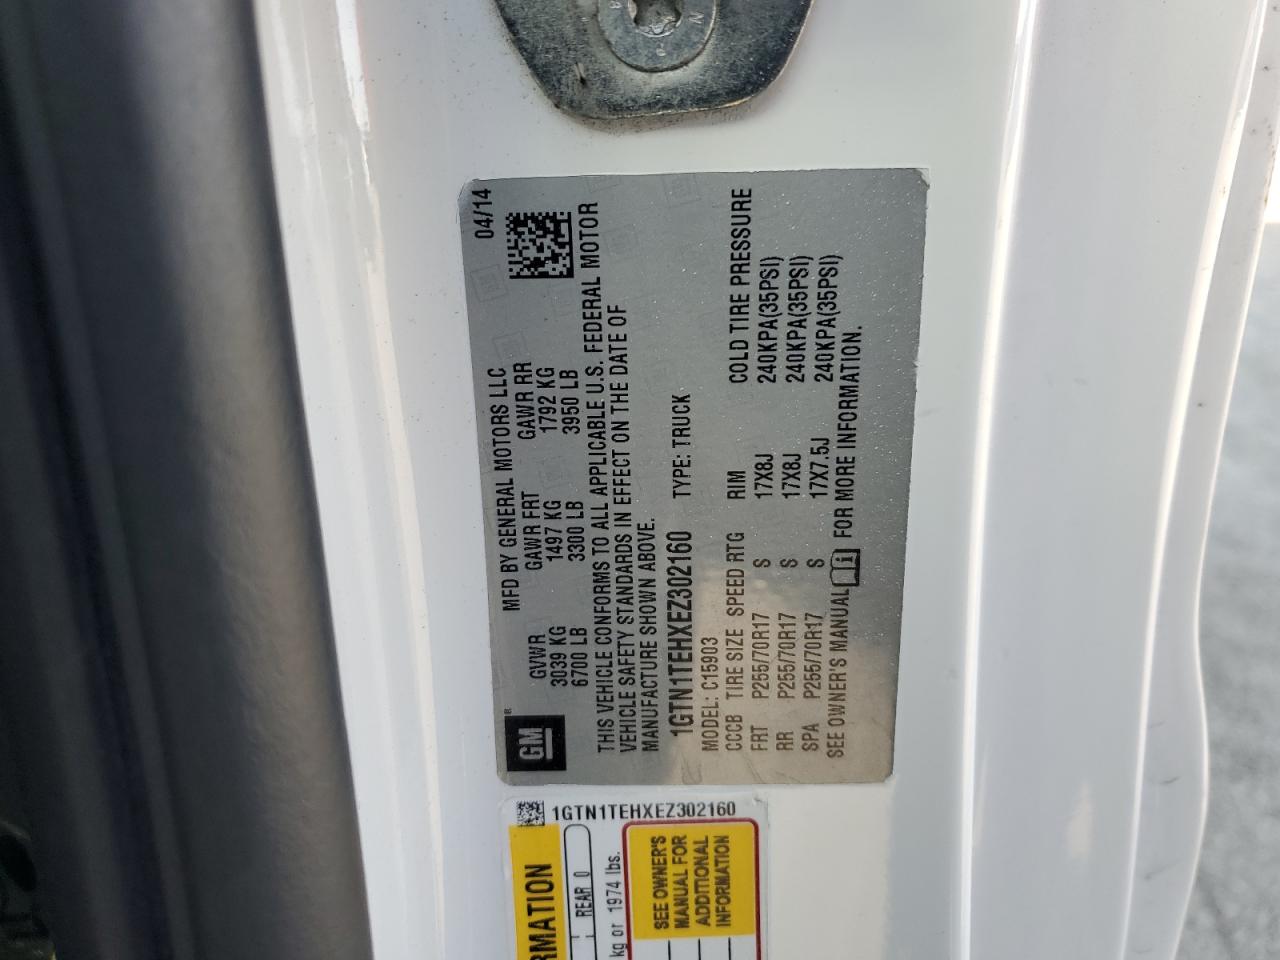 04/14
MFD BY GENERAL MOTORS LLC
GM®
GVWR GAWR FRT GAWR RR
3039 KG 1497 KG 1792 KG
6700 LB 3300 LB 3950 LB
THIS VEHICLE CONFORMS TO ALL APPLICABLE U.S. FEDERAL MOTOR
VEHICLE SAFETY STANDARDS IN EFFECT ON THE DATE OF
MANUFACTURE SHOWN ABOVE.
1GTN1TEHXEZ302160 TYPE: TRUCK
MODEL: C15903
CCCB TIRE SIZE SPEED RTG RIM COLD TIRE PRESSURE
FRT P255/70R17 S 17X8J 240KPA(35PSI)
RR P255/70R17 S 17X8J 240KPA(35PSI)
SPA P255/70R17 S 17X7.5J 240KPA(35PSI)
SEE OWNER'S MANUAL FOR MORE INFORMATION.
1GTN1TEHXEZ302160
RMATION
REAR 0
kg or 1974 lbs.
SEE OWNER'S
MANUAL FOR
ADDITIONAL
INFORMATION